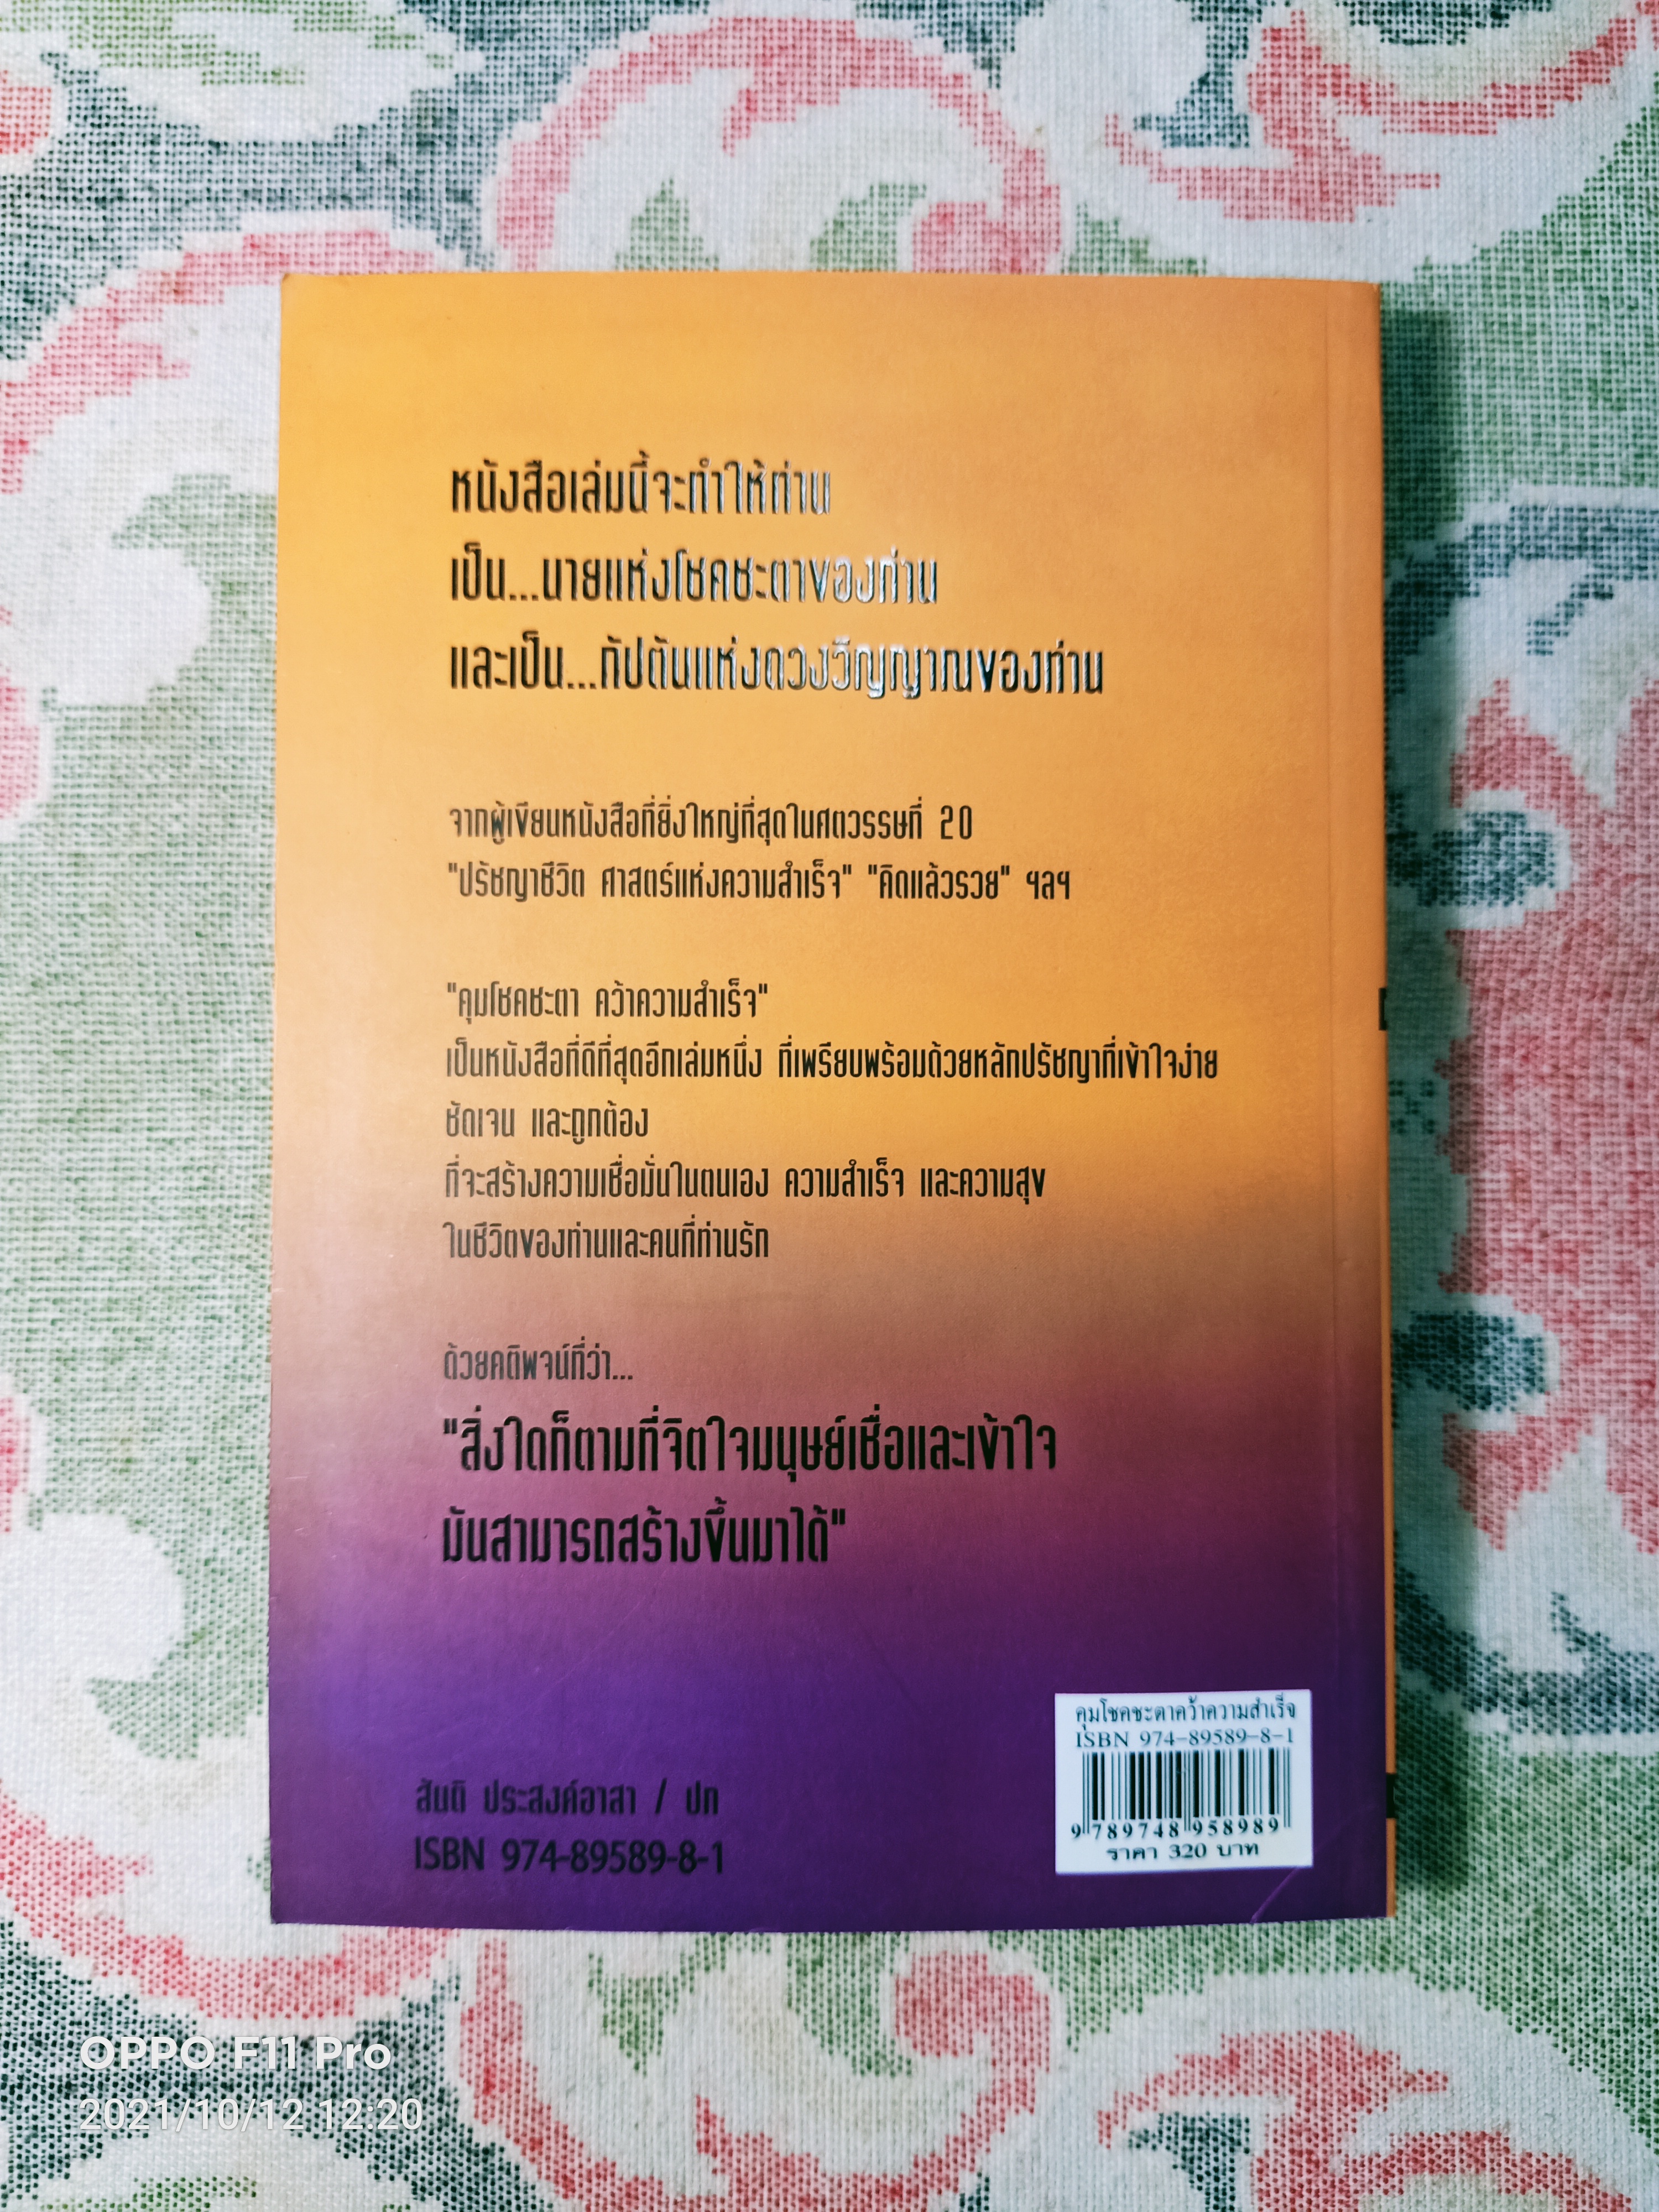 หนังสือเล่มนี้จะทำให้ท่าน
เป็น...นายแห่งโชคชะตาของท่าน
และเป็น...กัปตันแห่งดวงวิญญาณของท่าน
จากผู้เขียนหนังสือที่ยิ่งใหญ่ที่สุดในศตวรรษที่ 20
"ปรัชญาชีวิต ศาสตร์แห่งความสำเร็จ" "คิดแล้วรวย" ฯลฯ
"คุมโชคชะตา คว้าความสำเร็จ"
เป็นหนังสือที่ดีที่สุดอีกเล่มหนึ่ง ที่เพรียบพร้อมด้วยหลักปรัชญาที่เข้าใจง่าย
ชัดเจน และถูกต้อง
ที่จะสร้างความเชื่อมั่นในตนเอง ความสำเร็จ และความสุข
ในชีวิตของท่านและคนที่ท่านรัก
ด้วยคติพจน์ที่ว่า...
"สิ่งใดก็ตามที่จิตใจมนุษย์เชื่อและเข้าใจ
มันสามารถสร้างขึ้นมาได้"
สันติ ประสงค์อาสา / ปก
ISBN 974-89589-8-1
คุมโชคชะตาคว้าความสำเร็จ
ISBN 974-89589-8-1
9 789748 958989
ราคา 320 บาท
OPPO F11 Pro
2021/10/12 12:20